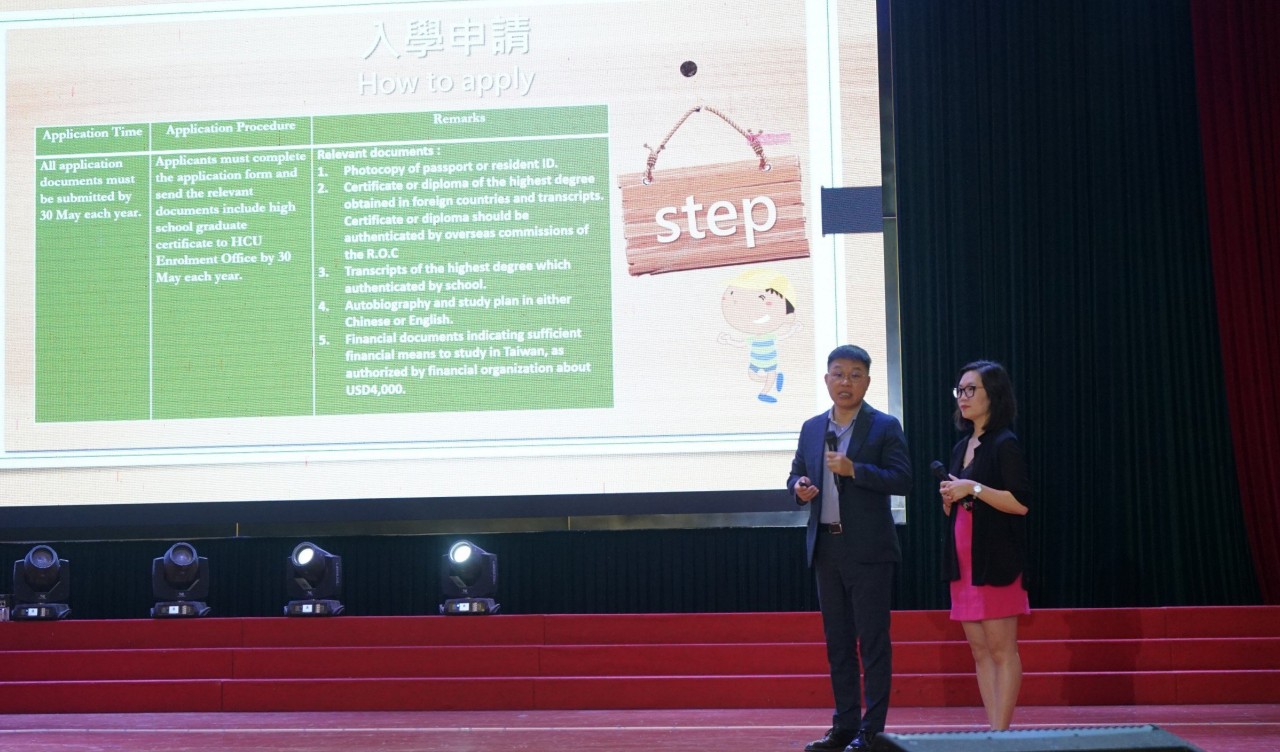 入學申請
How to apply
Application Time
Application Procedure
Remarks
All application
documents must
be submitted by
30 May each year.
Applicants must complete
the application form and
send the relevant
documents include high
school graduate
certificate to HCU
Enrolment Office by 30
May each year.
Relevant documents :
1. Photocopy of passport or resident ID.
2. Certificate or diploma of the highest degree
obtained in foreign countries and transcripts.
Certificate or diploma should be
authenticated by overseas commissions of
the R.O.C
3. Transcripts of the highest degree which
authenticated by school.
4. Autobiography and study plan in either
Chinese or English.
5. Financial documents indicating sufficient
financial means to study in Taiwan, as
authorized by financial organization about
USD4,000.
step